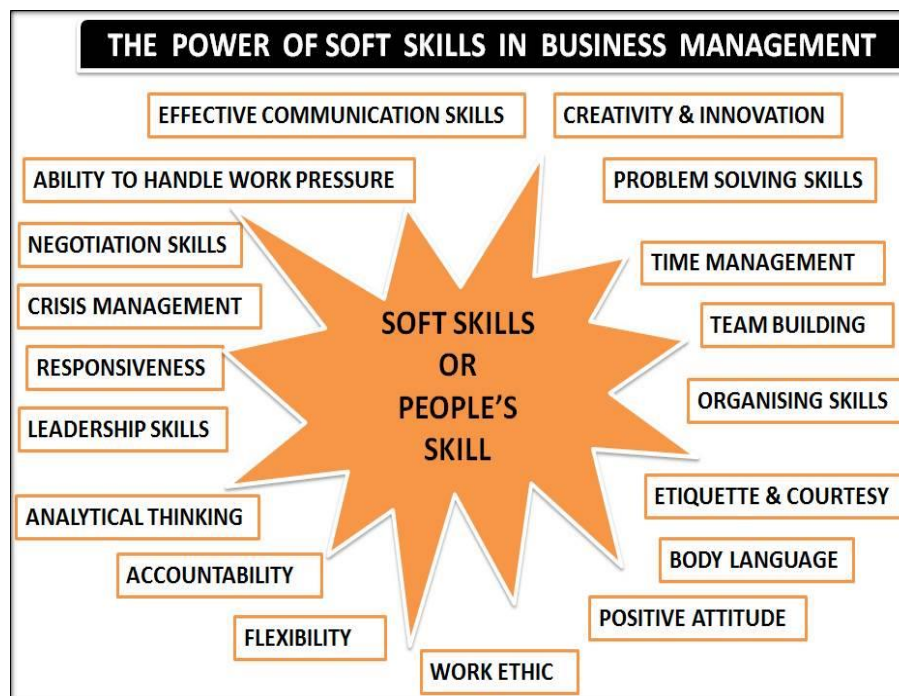 THE POWER OF SOFT SKILLS IN BUSINESS MANAGEMENT
EFFECTIVE COMMUNICATION SKILLS
CREATIVITY & INNOVATION
ABILITY TO HANDLE WORK PRESSURE
PROBLEM SOLVING SKILLS
NEGOTIATION SKILLS
TIME MANAGEMENT
CRISIS MANAGEMENT
TEAM BUILDING
RESPONSIVENESS
ORGANISING SKILLS
LEADERSHIP SKILLS
SOFT SKILLS
OR
PEOPLE'S
SKILL
ETIQUETTE & COURTESY
ANALYTICAL THINKING
BODY LANGUAGE
ACCOUNTABILITY
POSITIVE ATTITUDE
FLEXIBILITY
WORK ETHIC